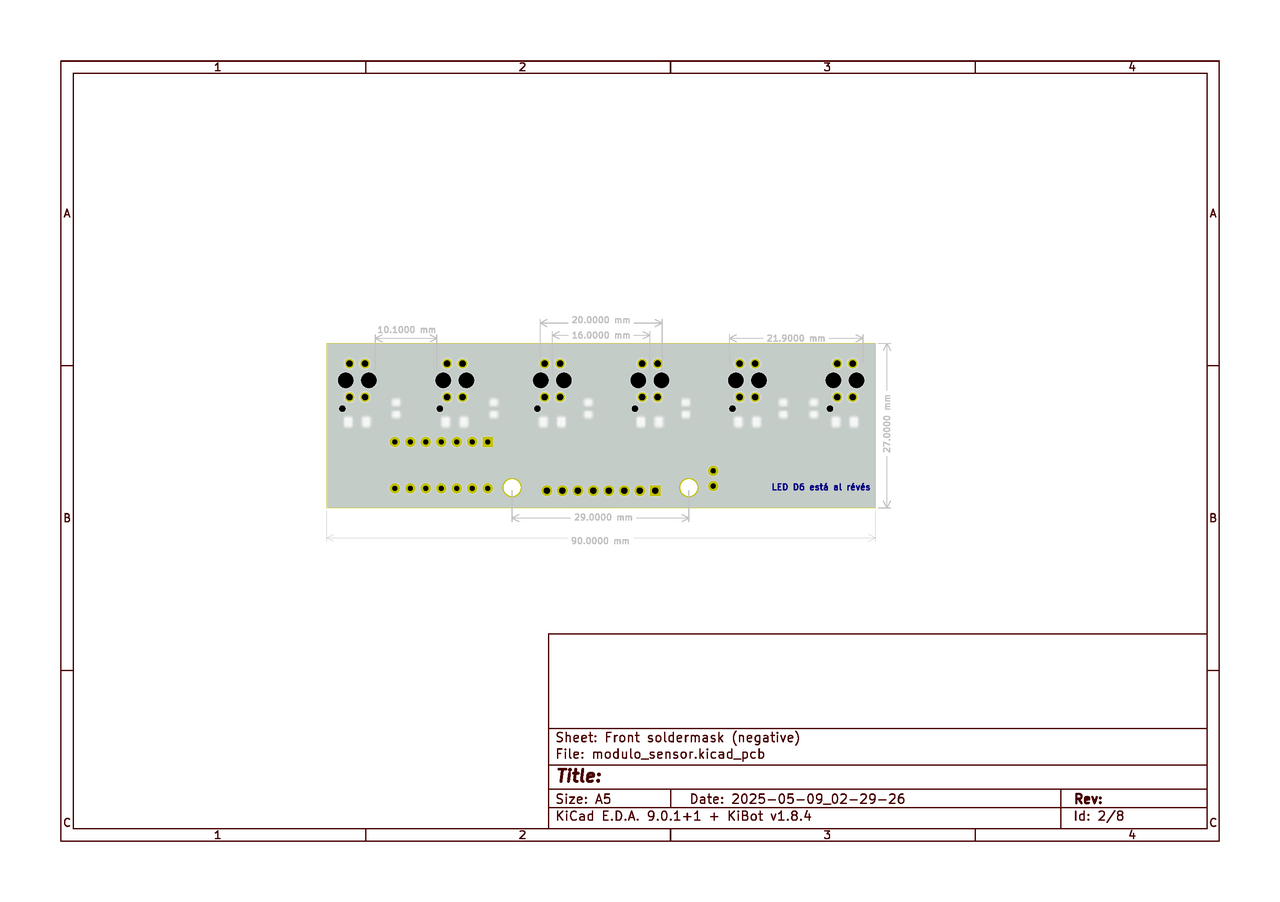 1 2 3 4
A A
20.0000 mm
10.1000 mm 16.0000 mm 21.9000 mm
27.0000 mm
LED D6 está al révés
B B
29.0000 mm
90.0000 mm
Sheet: Front soldermask (negative)
File: modulo_sensor.kicad_pcb
Title:
Size: A5 Date: 2025-05-09_02-29-26 Rev:
KiCad E.D.A. 9.0.1+1 + KiBot v1.8.4 Id: 2/8
C C
1 2 3 4